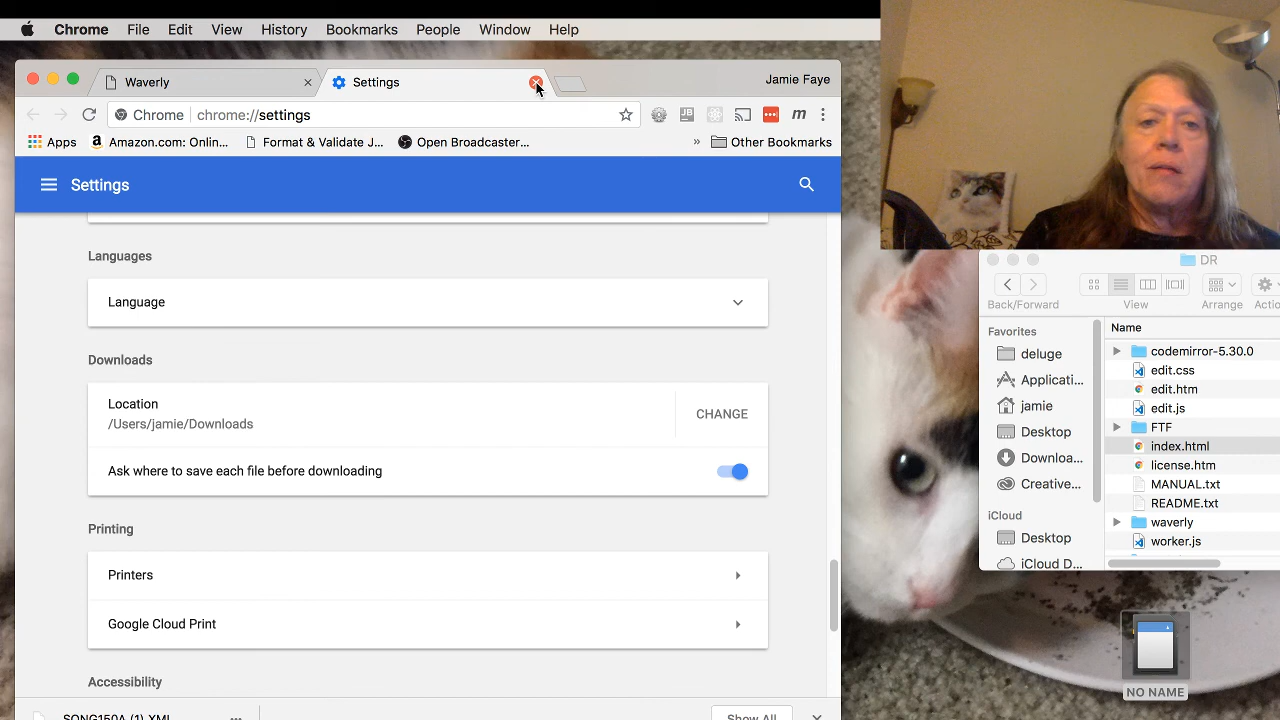 Chrome File Edit View History Bookmarks People Window Help
Waverly
Settings
Jamie Faye
Chrome chrome://settings
Apps
Amazon.com: Onlin...
Format & Validate J...
Open Broadcaster...
» Other Bookmarks
Settings
Languages
Language
Downloads
Location
/Users/jamie/Downloads
CHANGE
Ask where to save each file before downloading
Printing
Printers
Google Cloud Print
Accessibility
SONG150A (1).XML
Show All
DR
Back/Forward
View
Arrange
Actio
Favorites
deluge
Applicati...
jamie
Desktop
Downloa...
Creative...
iCloud
Desktop
iCloud D...
Name
codemirror-5.30.0
edit.css
edit.htm
edit.js
FTF
index.html
license.htm
MANUAL.txt
README.txt
waverly
worker.js
NO NAME